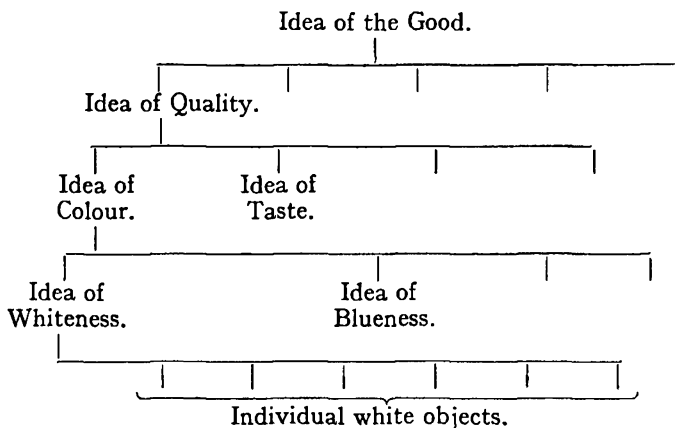 Idea of the Good.
Idea of Quality.
Idea of Idea of
Colour. Taste.
Idea of Idea of
Whiteness. Blueness.
Individual white objects.